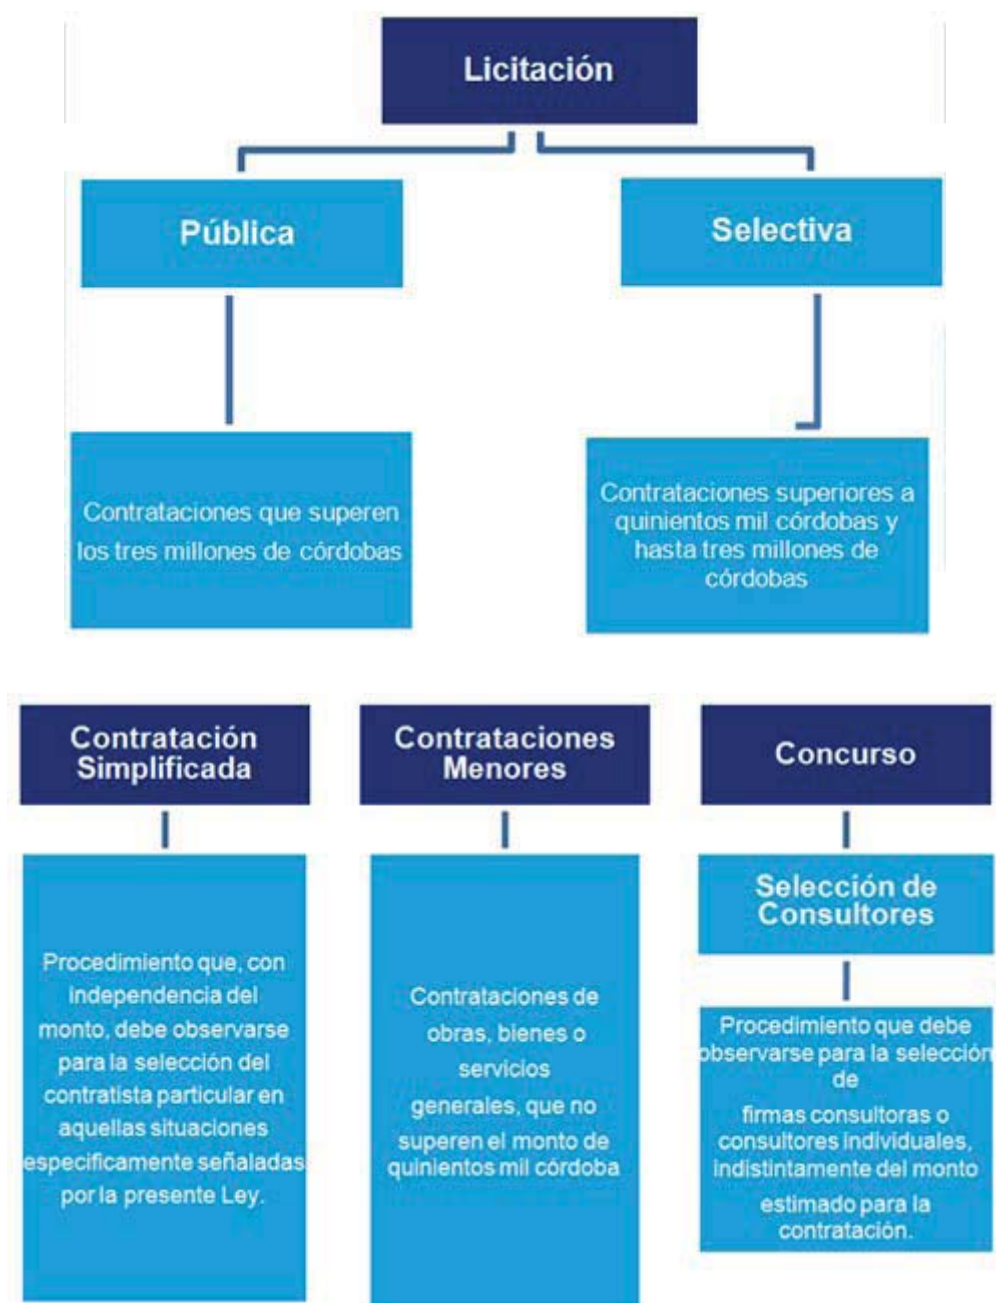 Licitación
Pública
Selectiva
Contrataciones que superen
los tres millones de córdobas
Contrataciones superiores a
quinientos mil córdobas y
hasta tres millones de
córdobas
Contratación
Simplificada
Procedimiento que, con
independencia del
monto, debe observarse
para la selección del
contratista particular en
aquellas situaciones
especificamente señaladas
por la presente Ley.
Contrataciones
Menores
Contrataciones de
obras, bienes o
servicios
generales, que no
superen el monto de
quinientos mil córdoba
Concurso
Selección de
Consultores
Procedimiento que debe
observarse para la selección
de
firmas consultoras o
consultores individuales,
indistintamente del monto
estimado para la
contratación.